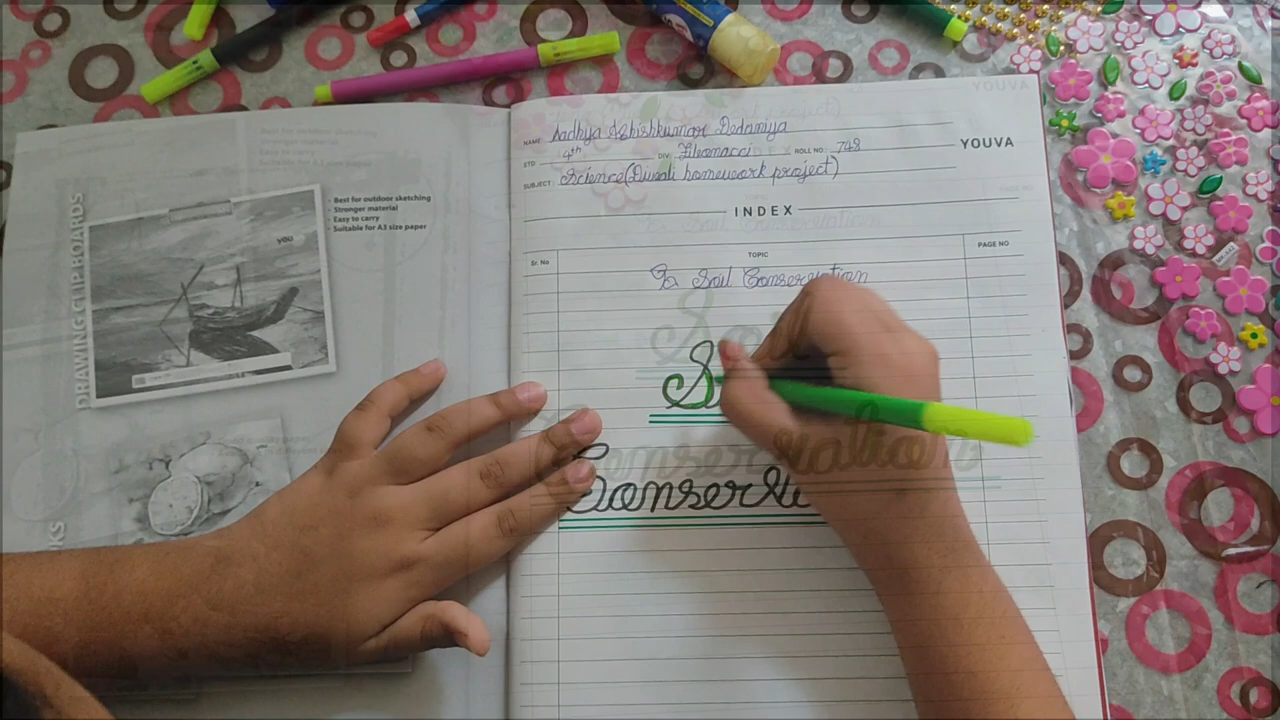 DRAWING CLIP BOARDS
- Best for outdoor sketching
- Stronger material
- Easy to carry
- Suitable for A3 size paper
YOU
YOUVA
NAME: Aadhya Ashishkumar Dedaniya
STD.: 4th DIV.: Fibonacci ROLL NO.: 748
SUBJECT: Science(Diwali homework project)
YOUVA
INDEX
Sr. No TOPIC PAGE NO
Soil Conservation
S
Conservati